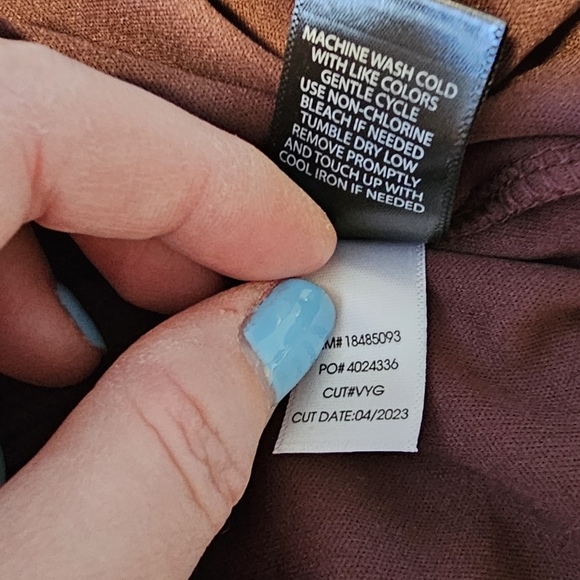 MACHINE WASH COLD
WITH LIKE COLORS
GENTLE CYCLE
USE NON-CHLORINE
BLEACH IF NEEDED
TUMBLE DRY LOW
REMOVE PROMPTLY
AND TOUCH UP WITH
COOL IRON IF NEEDED
M# 18485093
PO# 4024336
CUT#VYG
CUT DATE:04/2023